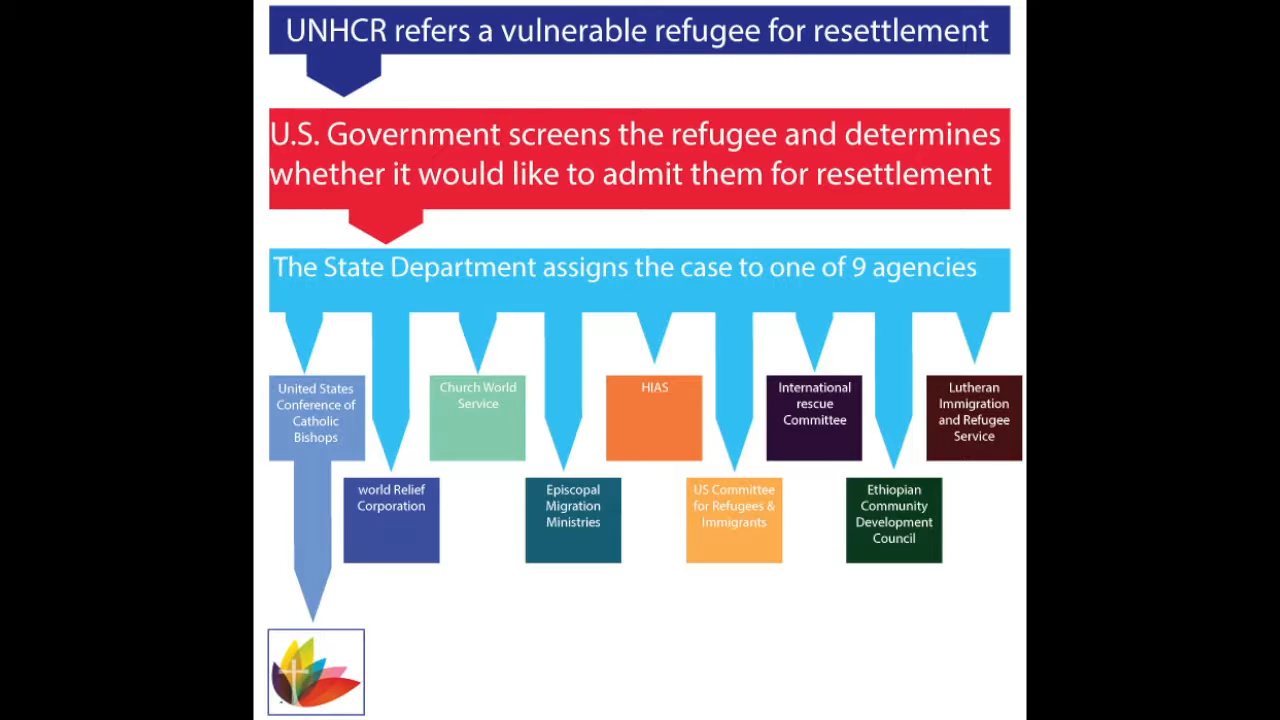 UNHCR refers a vulnerable refugee for resettlement
U.S. Government screens the refugee and determines
whether it would like to admit them for resettlement
The State Department assigns the case to one of 9 agencies
United States
Conference of
Catholic
Bishops
Church World
Service
HIAS
International
rescue
Committee
Lutheran
Immigration
and Refugee
Service
world Relief
Corporation
Episcopal
Migration
Ministries
US Committee
for Refugees &
Immigrants
Ethiopian
Community
Development
Council